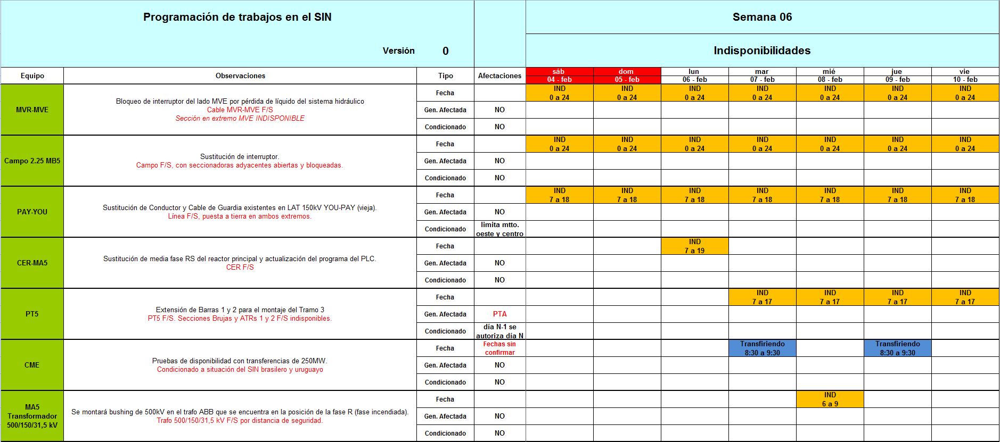 Programación de trabajos en el SIN
Semana 06
Versión 0
Indisponibilidades
Equipo Observaciones Tipo Afectaciones sáb dom lun mar mié jue vie
04 - feb 05 - feb 06 - feb 07 - feb 08 - feb 09 - feb 10 - feb
MVR-MVE
Bloqueo de interruptor del lado MVE por pérdida de líquido del sistema hidráulico
Cable MVR-MVE F/S
Sección en extremo MVE INDISPONIBLE
Fecha IND IND IND IND IND IND IND
0 a 24 0 a 24 0 a 24 0 a 24 0 a 24 0 a 24 0 a 24
Gen. Afectada NO
Condicionado NO
Campo 2.25 MB5
Sustitución de interruptor.
Campo F/S, con seccionadoras adyacentes abiertas y bloqueadas.
Fecha IND IND IND IND IND IND IND
0 a 24 0 a 24 0 a 24 0 a 24 0 a 24 0 a 24 0 a 24
Gen. Afectada NO
Condicionado NO
PAY-YOU
Sustitución de Conductor y Cable de Guardia existentes en LAT 150kV YOU-PAY (vieja).
Línea F/S, puesta a tierra en ambos extremos.
Fecha IND IND IND IND IND IND IND
7 a 18 7 a 18 7 a 18 7 a 18 7 a 18 7 a 18 7 a 18
Gen. Afectada NO
Condicionado limita mtto.
oeste y centro
CER-MA5
Sustitución de media fase RS del reactor principal y actualización del programa del PLC.
CER F/S
Fecha IND
7 a 19
Gen. Afectada NO
Condicionado NO
PT5
Extensión de Barras 1 y 2 para el montaje del Tramo 3
PT5 F/S. Secciones Brujas y ATRs 1 y 2 F/S indisponibles.
Fecha IND IND IND IND
7 a 17 7 a 17 7 a 17 7 a 17
Gen. Afectada PTA
Condicionado día N-1 se
autoriza día N
CME
Pruebas de disponibilidad con transferencias de 250MW.
Condicionado a situación del SIN brasilero y uruguayo
Fecha Fechas sin Transfiriendo Transfiriendo
confirmar 8:30 a 9:30 8:30 a 9:30
Gen. Afectada NO
Condicionado NO
MA5
Transformador
500/150/31,5 kV
Se montará bushing de 500kV en el trafo ABB que se encuentra en la posición de la fase R (fase incendiada).
Trafo 500/150/31,5 kV F/S por distancia de seguridad.
Fecha IND
6 a 9
Gen. Afectada NO
Condicionado NO